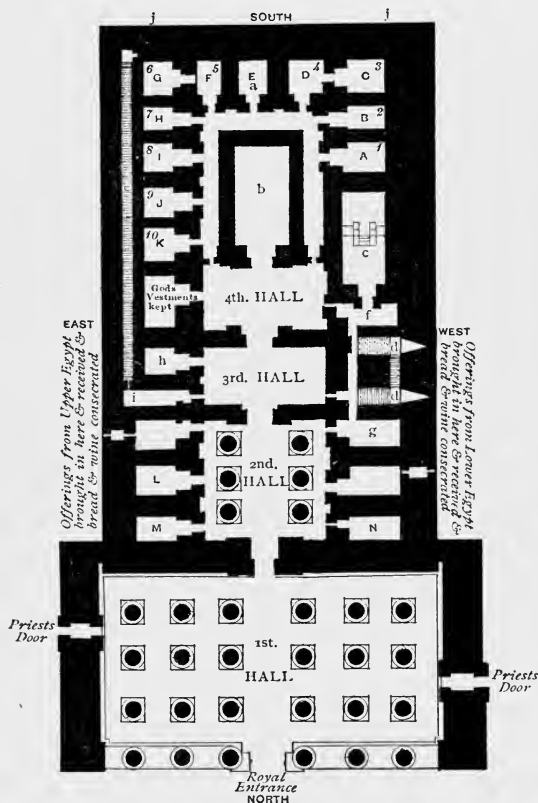 j SOUTH j
6 G
F 5
E
a
D 4
C 3
7 H
B 2
8 I
A 1
b
9 J
10 K
c
Gods
Vestments
kept
4th. HALL
f
EAST
Offerings from Upper Egypt
brought in here & received &
bread & wine consecrated
WEST
Offerings from Lower Egypt
brought in here & received &
bread & wine consecrated
h
3rd. HALL
d
d
i
g
2nd.
HALL
L
M
N
Priests
Door
1st.
HALL
Priests
Door
Royal
Entrance
NORTH